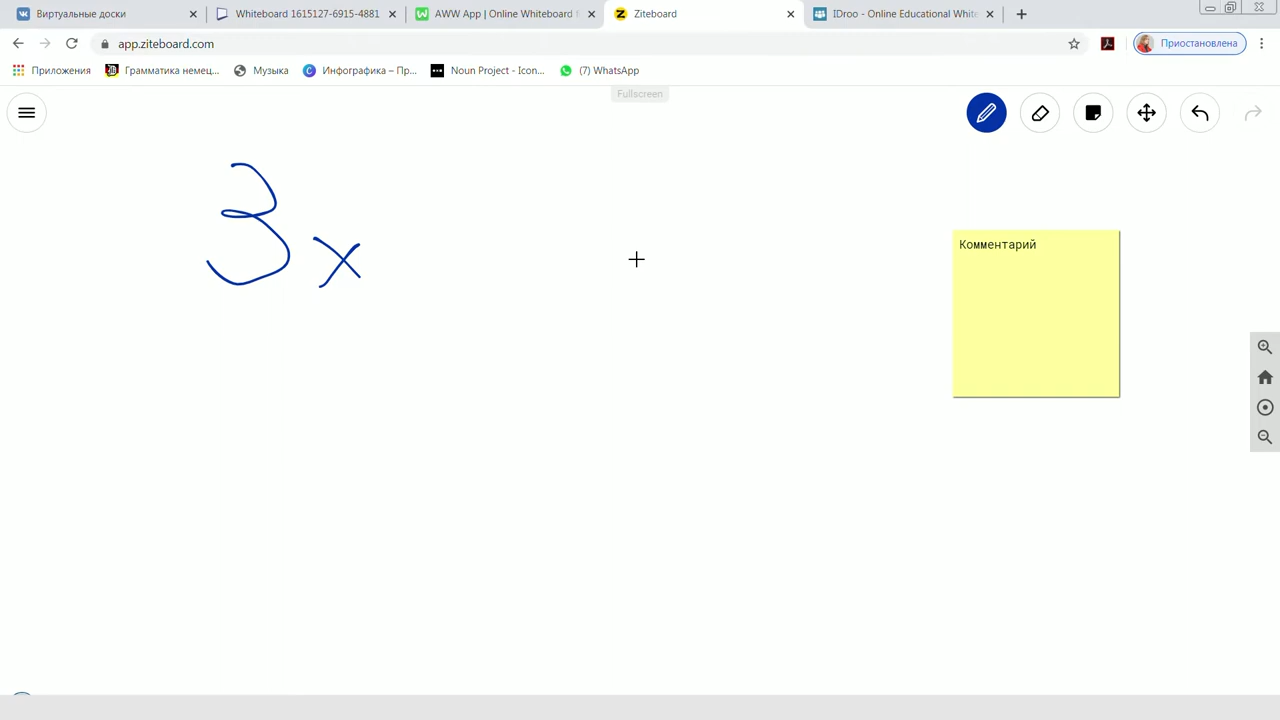 Виртуальные доски
Whiteboard 1615127-6915-4881
AWW App | Online Whiteboard
Ziteboard
IDroo - Online Educational White
app.ziteboard.com
Приостановлена
Приложения
Грамматика немец...
Музыка
Инфографика – Пр...
Noun Project - Icon...
(7) WhatsApp
Fullscreen
3x
Комментарий